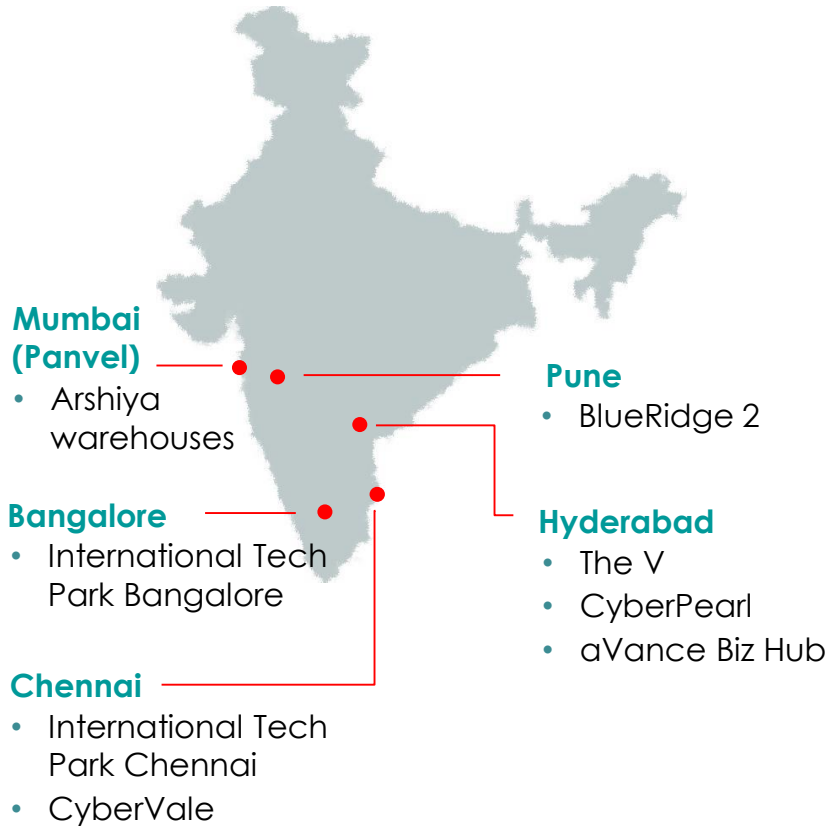 Mumbai
(Panvel)
• Arshiya
warehouses
Pune
• BlueRidge 2
Bangalore
• International Tech
Park Bangalore
Hyderabad
• The V
• CyberPearl
• aVance Biz Hub
Chennai
• International Tech
Park Chennai
• CyberVale